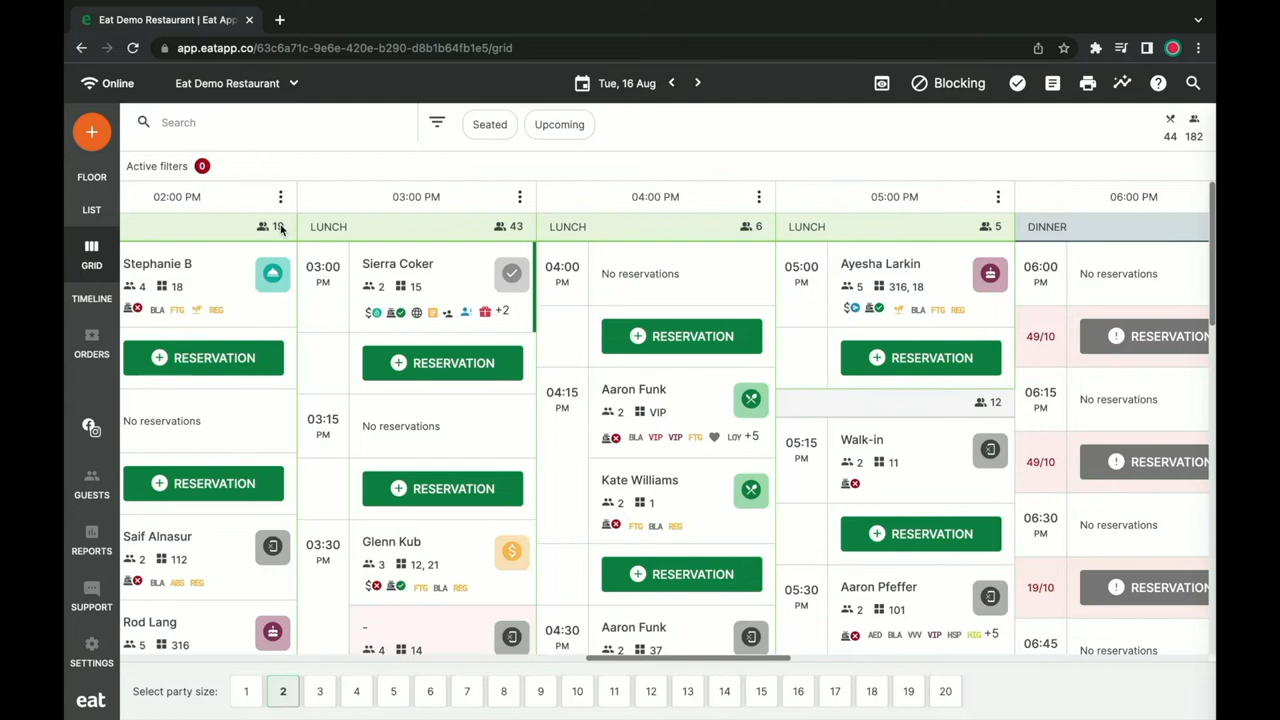 Eat Demo Restaurant | Eat App
app.eatapp.co/63c6a71c-9e6e-420e-b290-d8b1b64fb1e5/grid
Online
Eat Demo Restaurant
Tue, 16 Aug
Blocking
Search
Seated
Upcoming
44 182
Active filters 0
FLOOR
LIST
GRID
TIMELINE
ORDERS
GUESTS
REPORTS
SUPPORT
SETTINGS
eat
02:00 PM
Stephanie B
4 18
BLA FTG REG
RESERVATION
No reservations
RESERVATION
Saif Alnasur
2 112
BLA ABS REG
Rod Lang
5 316
03:00 PM
LUNCH 43
03:00 PM
Sierra Coker
2 15
+2
RESERVATION
03:15 PM
No reservations
RESERVATION
03:30 PM
Glenn Kub
3 12, 21
FTG BLA REG
-
4 14
04:00 PM
LUNCH 6
04:00 PM
No reservations
RESERVATION
04:15 PM
Aaron Funk
2 VIP
BLA VIP VIP FTG LOY +5
Kate Williams
2 1
FTG BLA REG
RESERVATION
04:30 PM
Aaron Funk
2 37
05:00 PM
LUNCH 5
05:00 PM
Ayesha Larkin
5 316, 18
BLA FTG REG
RESERVATION
12
05:15 PM
Walk-in
2 11
RESERVATION
05:30 PM
Aaron Pfeffer
2 101
AED BLA VVV VIP HSP HIG +5
06:00 PM
DINNER
06:00 PM
No reservations
49/10
RESERVATION
06:15 PM
No reservations
49/10
RESERVATION
06:30 PM
No reservations
19/10
RESERVATION
06:45
No reservations
Select party size: 1 2 3 4 5 6 7 8 9 10 11 12 13 14 15 16 17 18 19 20